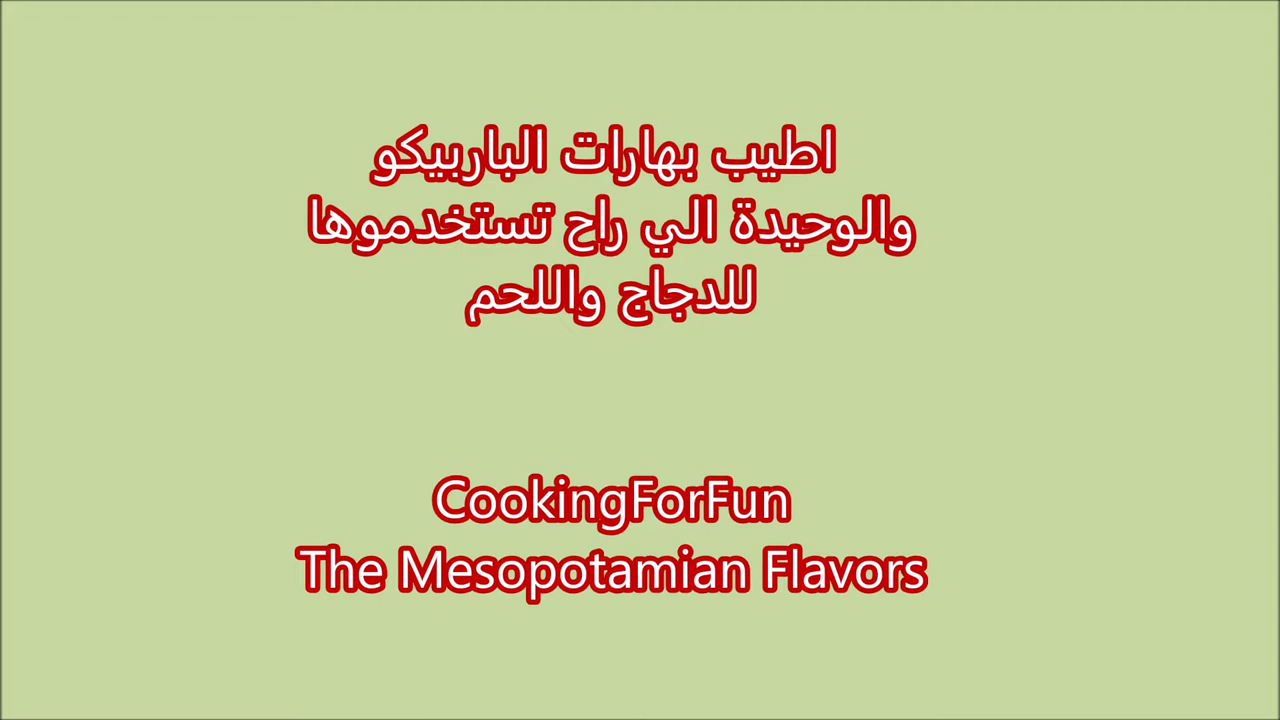 اطيب بهارات الباربيكو
والوحيدة الي راح تستخدموها
للدجاج واللحم
CookingForFun
The Mesopotamian Flavors